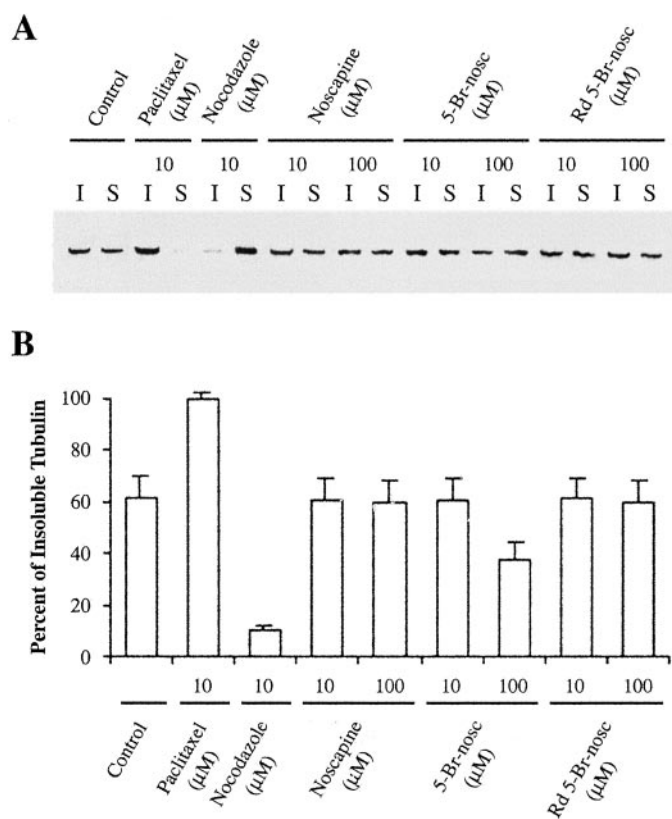 A
Control
Paclitaxel
(μM)
Nocodazole
(μM)
Noscapine
(μM)
5-Br-nosc
(μM)
Rd 5-Br-nosc
(μM)
10 10 10 100 10 100 10 100
I S I S I S I S I S I S I S I S I S
B
Percent of Insoluble Tubulin
100
80
60
40
20
0
10 10 10 100 10 100 10 100
Control
Paclitaxel
(μM)
Nocodazole
(μM)
Noscapine
(μM)
5-Br-nosc
(μM)
Rd 5-Br-nosc
(μM)